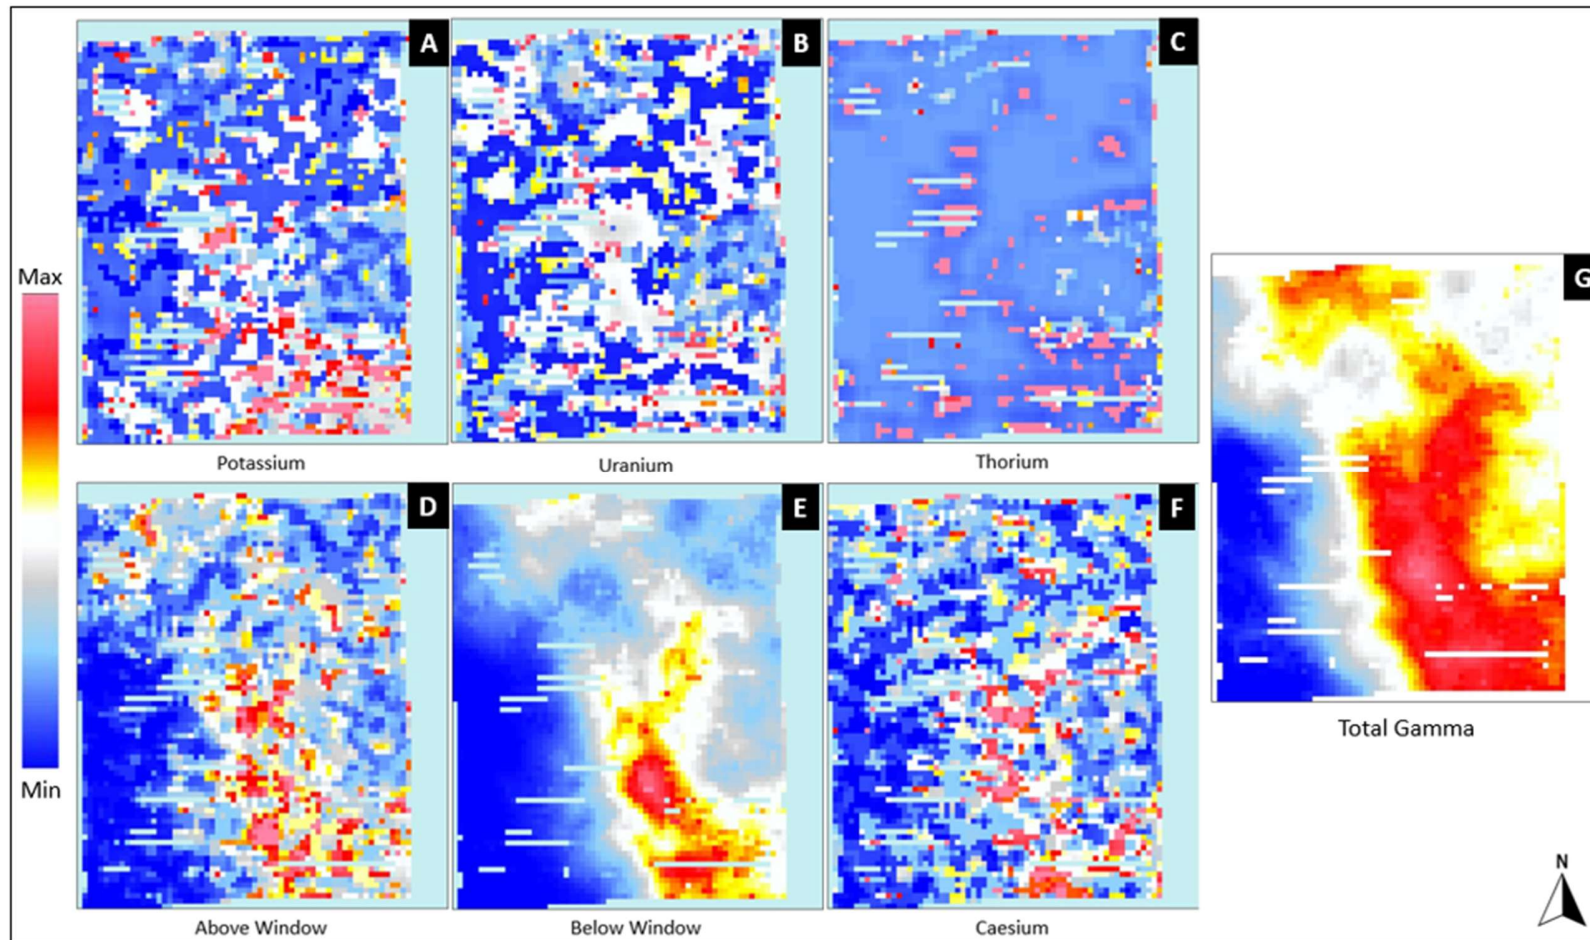 A
B
C
Potassium
Uranium
Thorium
Max
Min
D
E
F
G
Above Window
Below Window
Caesium
Total Gamma
N